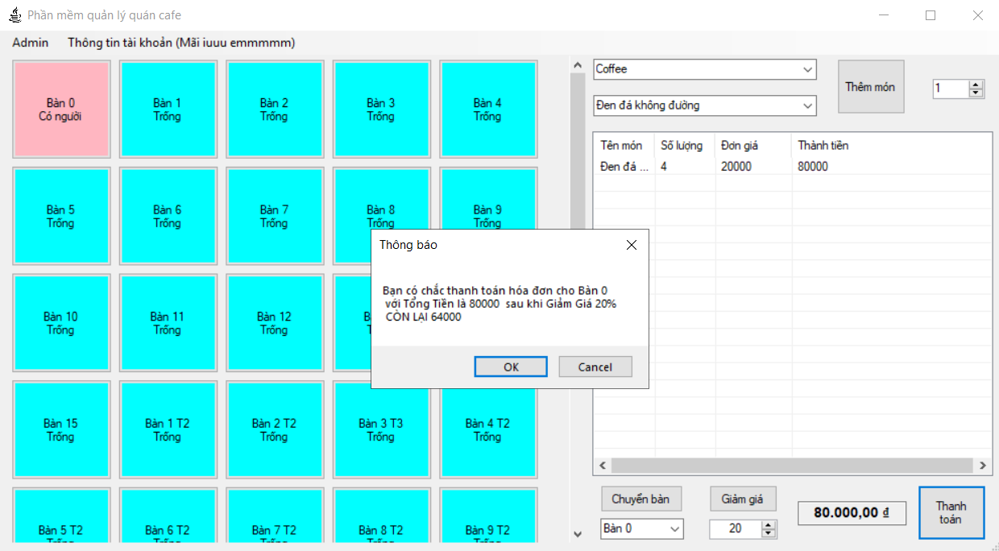 Phần mềm quản lý quán cafe
Admin Thông tin tài khoản (Mãi iuuu emmmmm)
Bàn 0
Có người
Bàn 1
Trống
Bàn 2
Trống
Bàn 3
Trống
Bàn 4
Trống
Coffee
Đen đá không đường
Thêm món
1
Tên món Số lượng Đơn giá Thành tiền
Đen đá ... 4 20000 80000
Bàn 5
Trống
Bàn 6
Trống
Bàn 7
Trống
Bàn 8
Trống
Bàn 9
Trống
Thông báo
Bạn có chắc thanh toán hóa đơn cho Bàn 0
với Tổng Tiền là 80000 sau khi Giảm Giá 20%
CÒN LẠI 64000
OK Cancel
Bàn 10
Trống
Bàn 11
Trống
Bàn 12
Trống
Bàn 15
Trống
Bàn 1 T2
Trống
Bàn 2 T2
Trống
Bàn 3 T3
Trống
Bàn 4 T2
Trống
Bàn 5 T2
Bàn 6 T2
Bàn 7 T2
Bàn 8 T2
Bàn 9 T2
Chuyển bàn
Bàn 0
Giảm giá
20
80.000,00 ₫
Thanh
toán